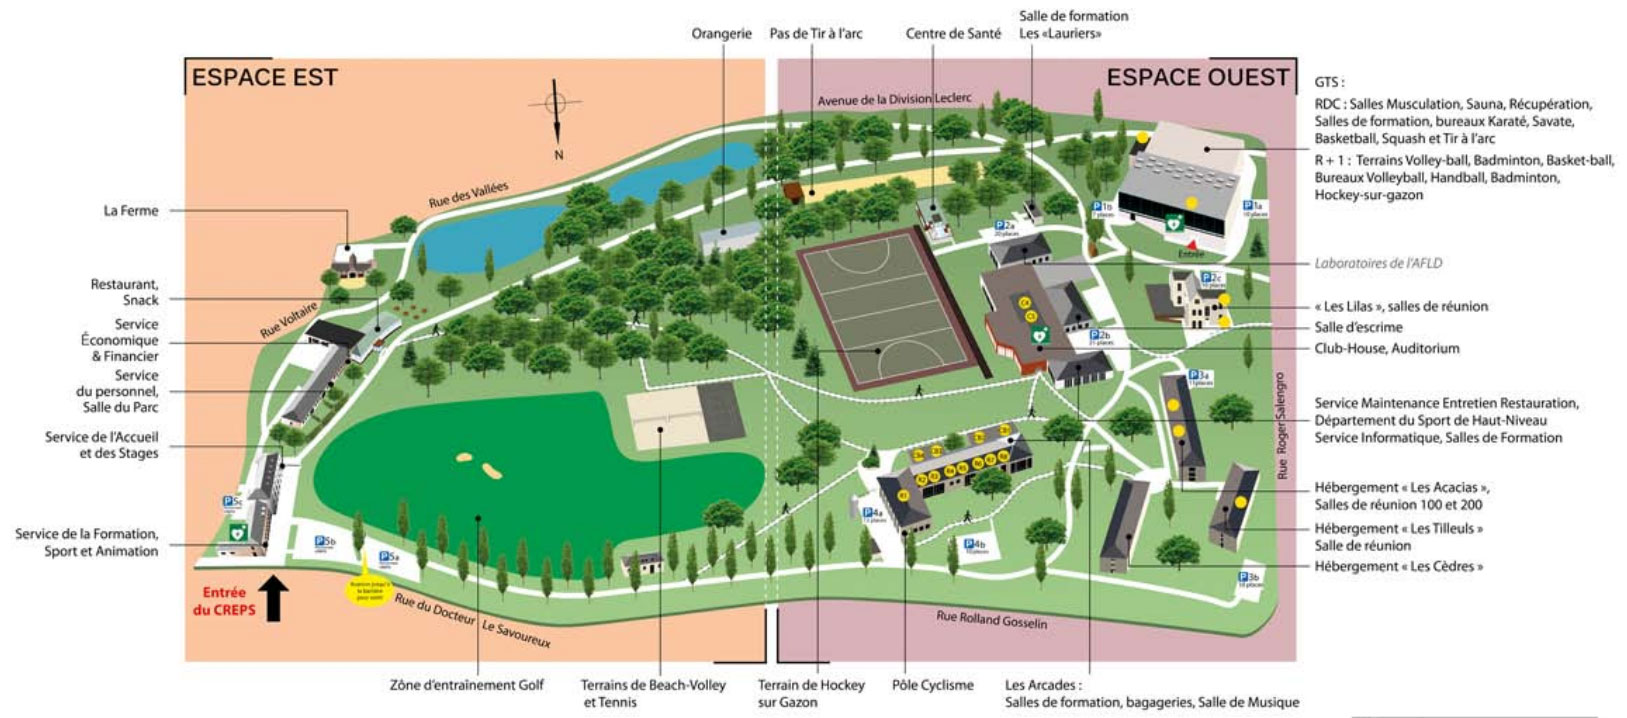 Salle de formation
Les «Lauriers»
Orangerie
Pas de Tir à l'arc
Centre de Santé
ESPACE EST
ESPACE OUEST
N
Avenue de la Division Leclerc
Rue des Vallées
Rue Voltaire
Rue Roger Salengro
Rue du Docteur Le Savoureux
Rue Rolland Gosselin
La Ferme
Restaurant,
Snack
Service
Économique
& Financier
Service
du personnel,
Salle du Parc
Service de l'Accueil
et des Stages
Service de la Formation,
Sport et Animation
Entrée
du CREPS
GTS :
RDC : Salles Musculation, Sauna, Récupération,
Salles de formation, bureaux Karaté, Savate,
Basketball, Squash et Tir à l'arc
R + 1 : Terrains Volley-ball, Badminton, Basket-ball,
Bureaux Volleyball, Handball, Badminton,
Hockey-sur-gazon
Laboratoires de l'AFLD
« Les Lilas », salles de réunion
Salle d'escrime
Club-House, Auditorium
Service Maintenance Entretien Restauration,
Département du Sport de Haut-Niveau
Service Informatique, Salles de Formation
Hébergement « Les Acacias »,
Salles de réunion 100 et 200
Hébergement « Les Tilleuls »
Salle de réunion
Hébergement « Les Cèdres »
Entrée
P1a
P1b
P2a
P2b
P2c
P3a
P3b
P4a
P4b
P5a
P5b
P5c
Zône d'entraînement Golf
Terrains de Beach-Volley
et Tennis
Terrain de Hockey
sur Gazon
Pôle Cyclisme
Les Arcades :
Salles de formation, bagageries, Salle de Musique